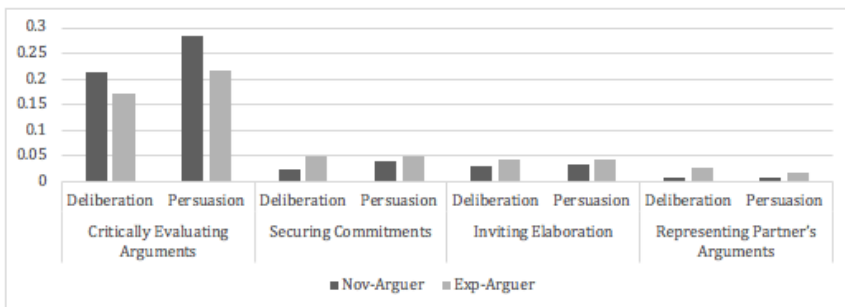 0.3
0.25
0.2
0.15
0.1
0.05
0
Deliberation Persuasion Deliberation Persuasion Deliberation Persuasion Deliberation Persuasion
Critically Evaluating Arguments Securing Commitments Inviting Elaboration Representing Partner's Arguments
Nov-Arguer Exp-Arguer